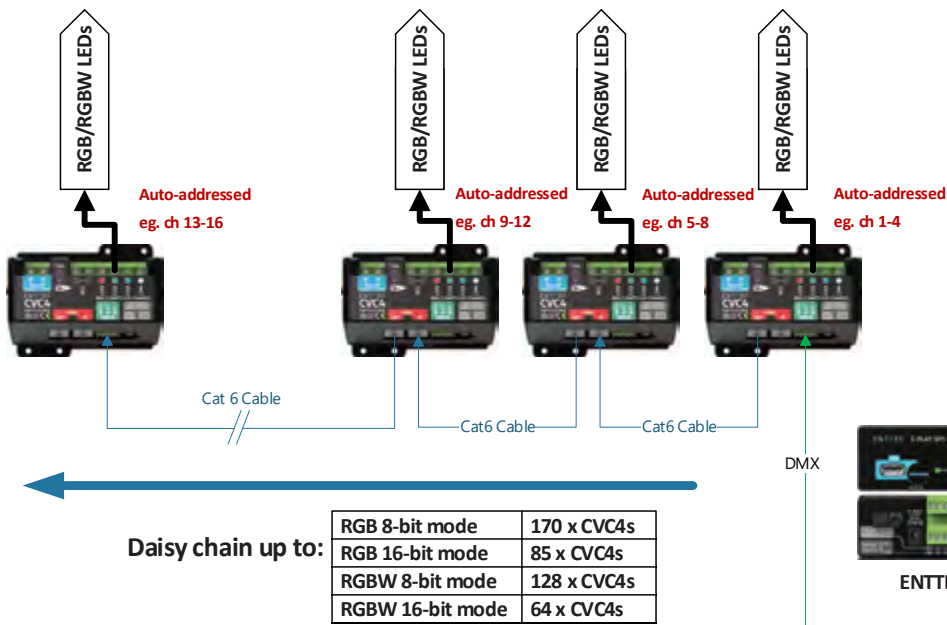 RGB/RGBW LEDs
RGB/RGBW LEDs
RGB/RGBW LEDs
RGB/RGBW LEDs
Auto-addressed
eg. ch 13-16
Auto-addressed
eg. ch 9-12
Auto-addressed
eg. ch 5-8
Auto-addressed
eg. ch 1-4
CVC4
CVC4
CVC4
CVC4
Cat 6 Cable
Cat6 Cable
Cat6 Cable
DMX
Daisy chain up to:
RGB 8-bit mode 170 x CVC4s
RGB 16-bit mode 85 x CVC4s
RGBW 8-bit mode 128 x CVC4s
RGBW 16-bit mode 64 x CVC4s